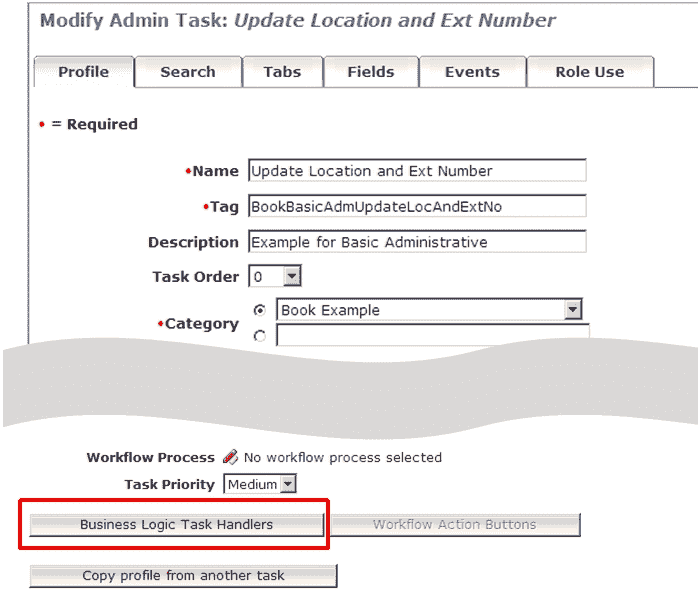 Modify Admin Task: Update Location and Ext Number
Profile Search Tabs Fields Events Role Use
• = Required
•Name Update Location and Ext Number
•Tag BookBasicAdmUpdateLocAndExtNo
Description Example for Basic Administrative
Task Order 0
•Category Book Example
Workflow Process No workflow process selected
Task Priority Medium
Business Logic Task Handlers Workflow Action Buttons
Copy profile from another task